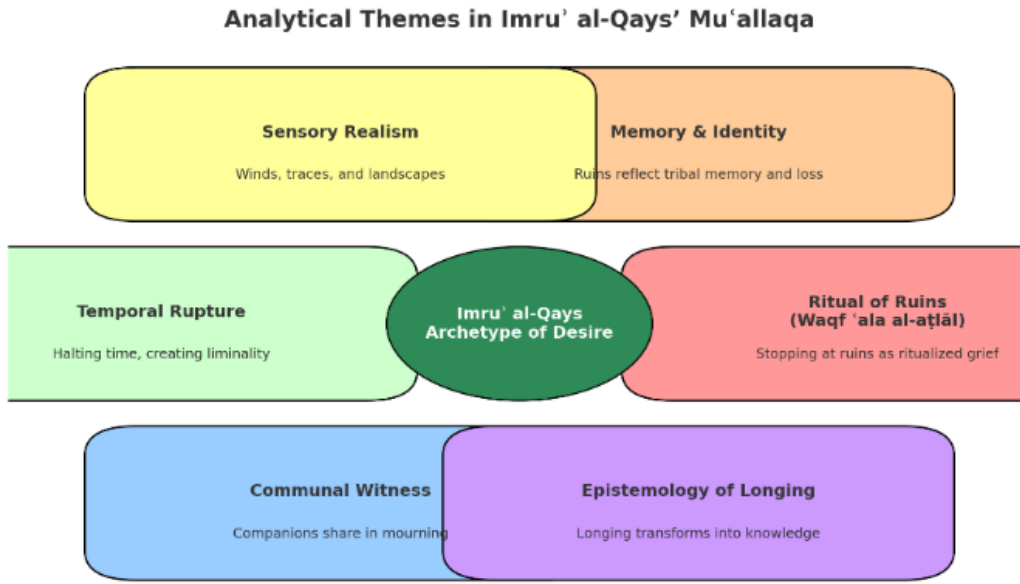 Analytical Themes in Imruʾ al-Qays’ Muʿallaqa
Sensory Realism
Winds, traces, and landscapes
Memory & Identity
Ruins reflect tribal memory and loss
Temporal Rupture
Halting time, creating liminality
Imruʾ al-Qays
Archetype of Desire
Ritual of Ruins
(Waqf ʿala al-aṭlāl)
Stopping at ruins as ritualized grief
Communal Witness
Companions share in mourning
Epistemology of Longing
Longing transforms into knowledge